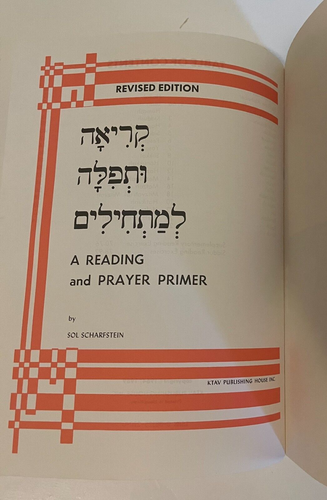 REVISED EDITION
קְרִיאָה
וּתְפִלָּה
לְמַתְחִילִים
A READING
and PRAYER PRIMER
by
SOL SCHARFSTEIN
KTAV PUBLISHING HOUSE INC